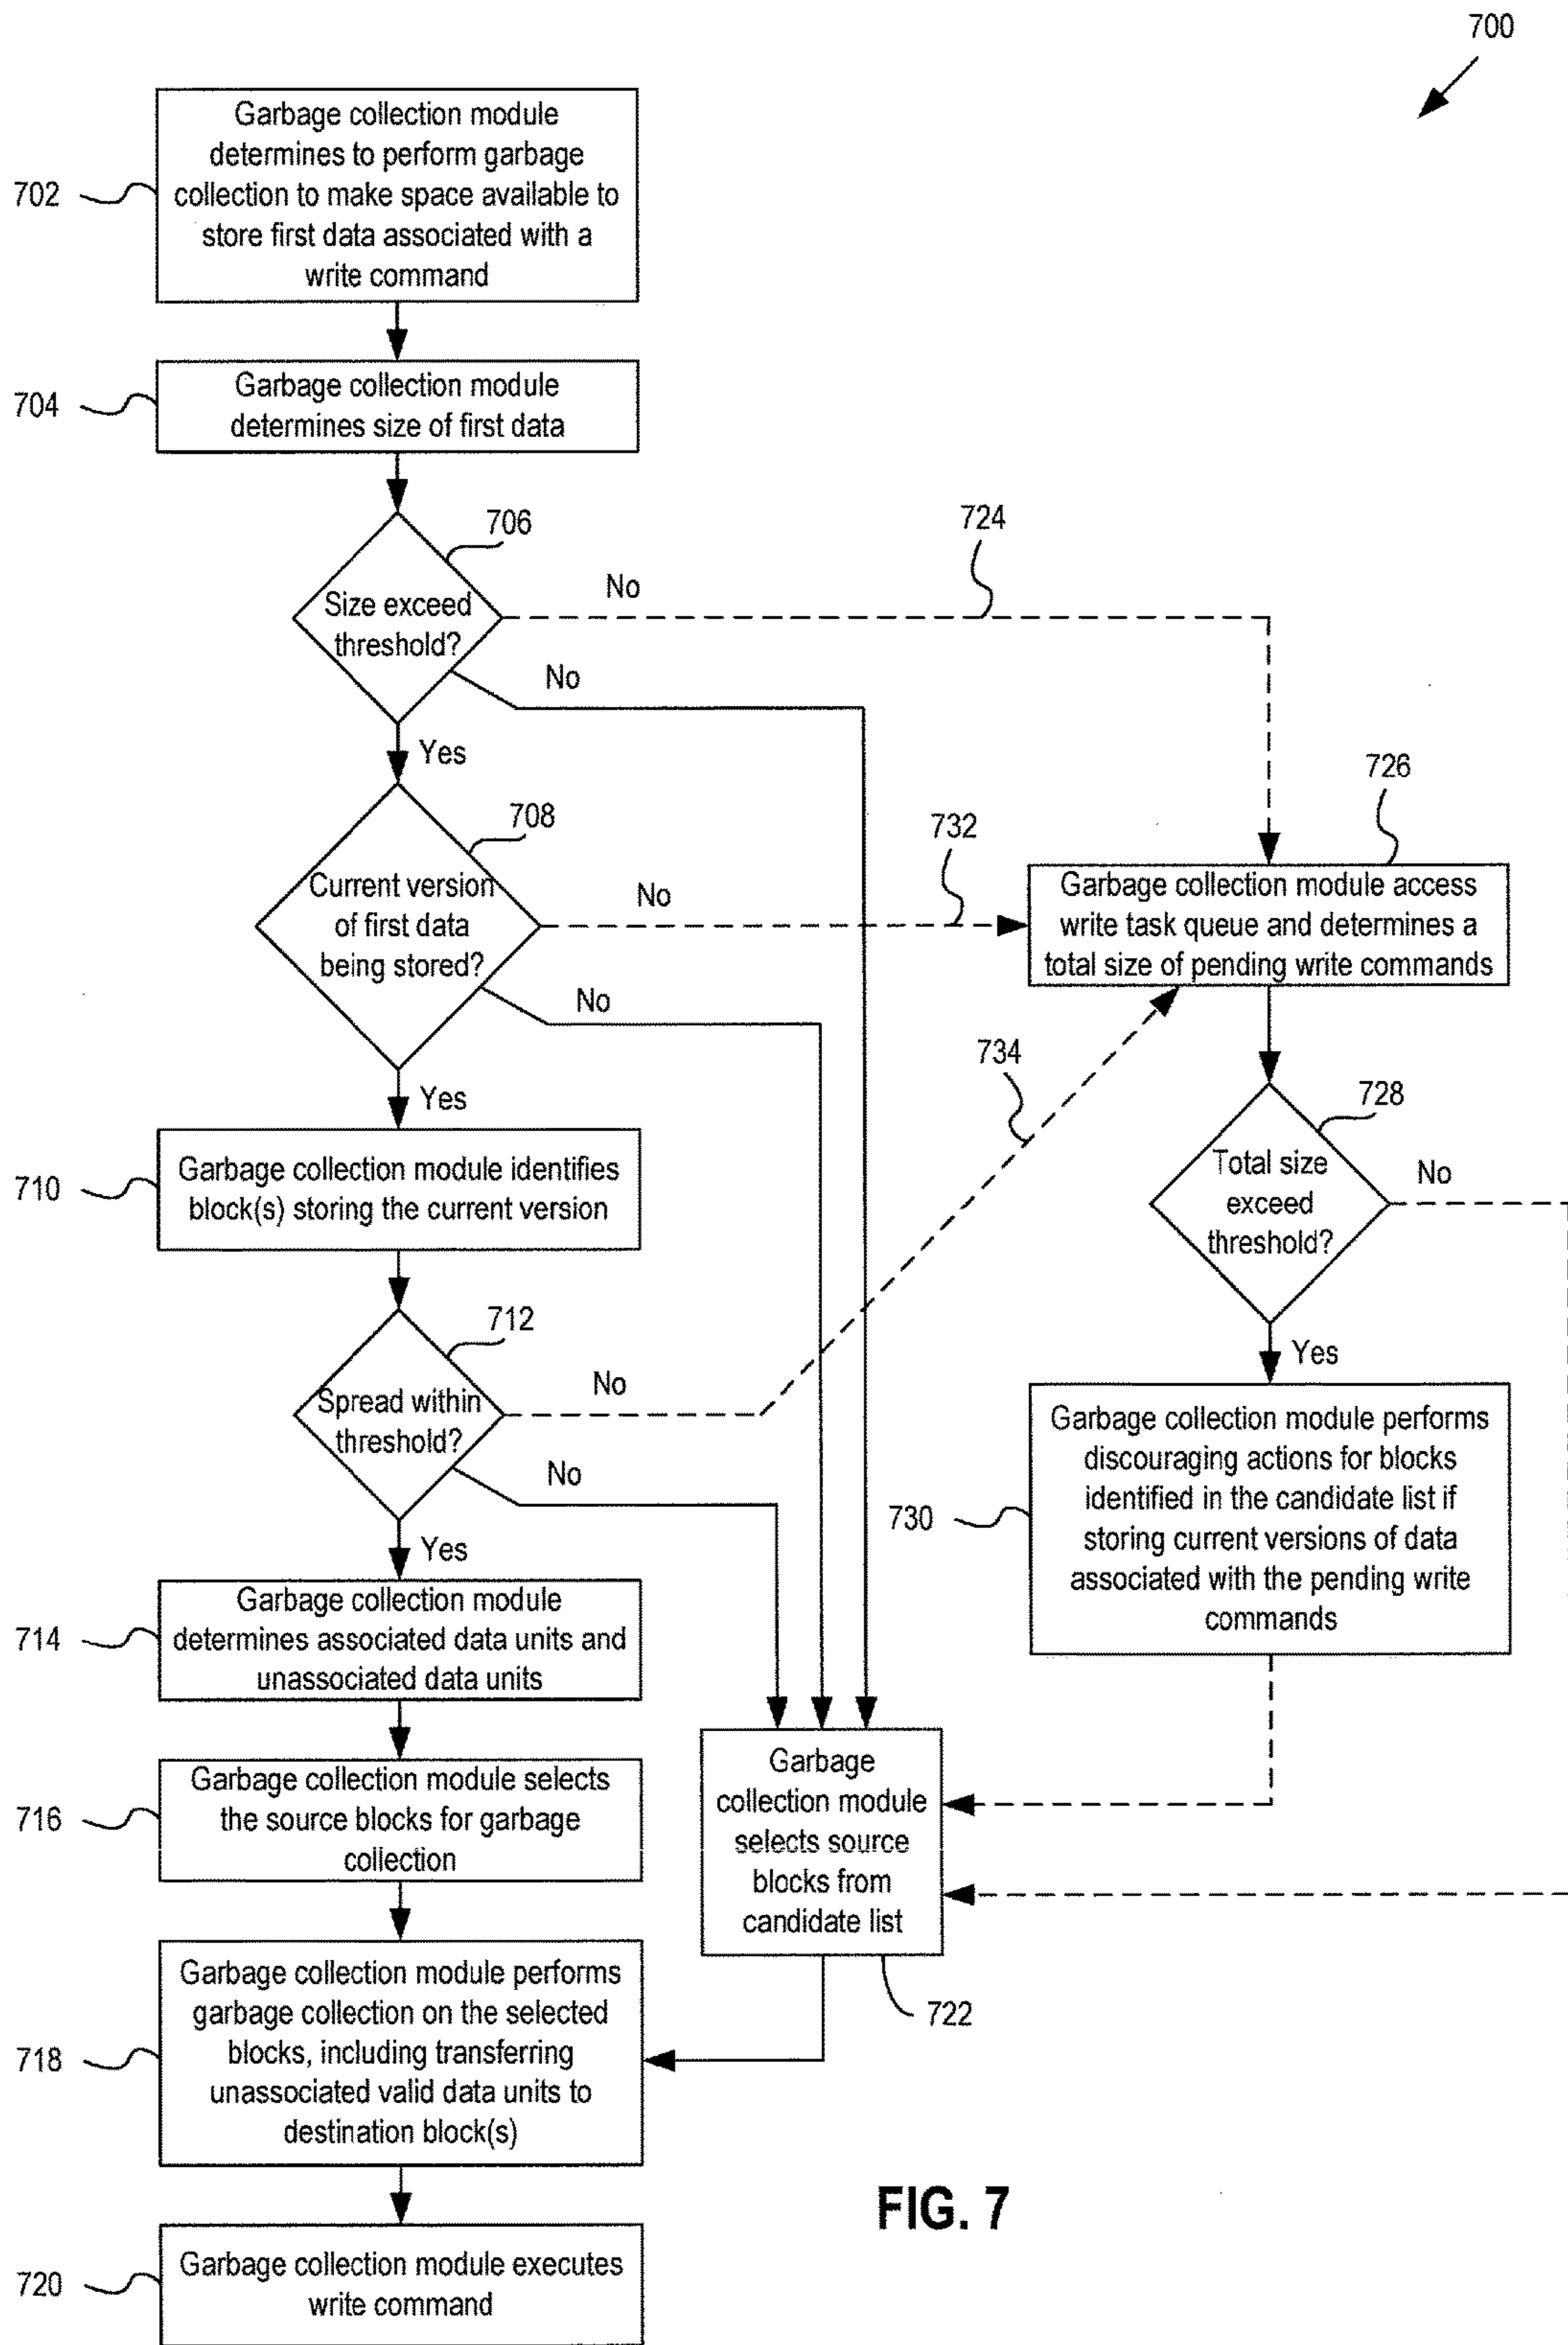 700
Garbage collection module
determines to perform garbage
collection to make space available to
store first data associated with a
write command
702
Garbage collection module
determines size of first data
704
706
Size exceed
threshold?
No
724
No
Yes
708
Current version
of first data
being stored?
No
732
No
Yes
726
Garbage collection module access
write task queue and determines a
total size of pending write commands
734
728
Total size
exceed
threshold?
No
Yes
710
Garbage collection module identifies
block(s) storing the current version
712
Spread within
threshold?
No
No
Yes
730
Garbage collection module performs
discouraging actions for blocks
identified in the candidate list if
storing current versions of data
associated with the pending write
commands
714
Garbage collection module
determines associated data units and
unassociated data units
716
Garbage collection module selects
the source blocks for garbage
collection
Garbage
collection module
selects source
blocks from
candidate list
722
718
Garbage collection module performs
garbage collection on the selected
blocks, including transferring
unassociated valid data units to
destination block(s)
720
Garbage collection module executes
write command
FIG. 7